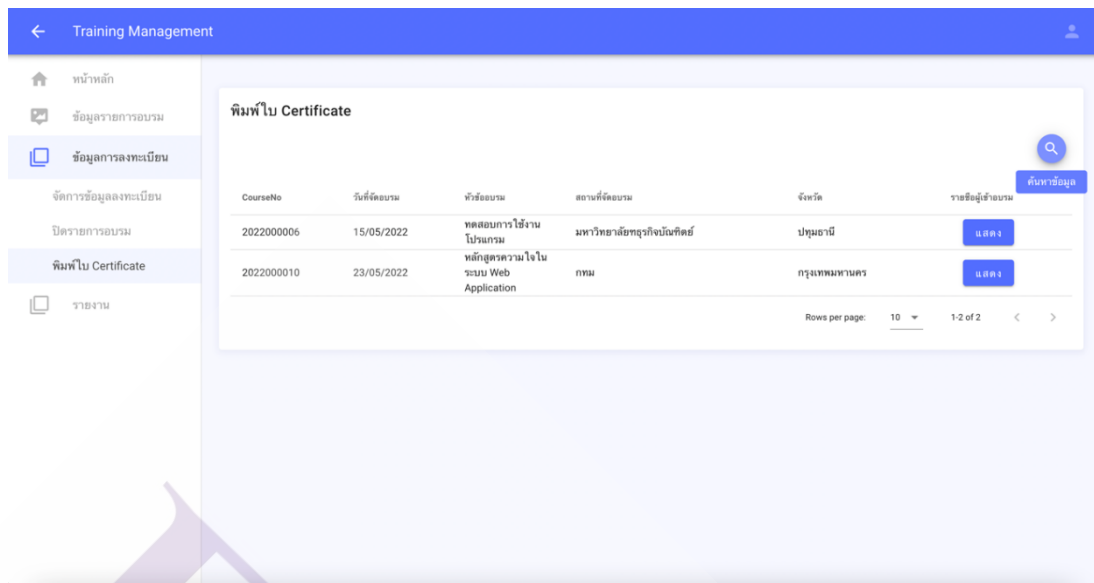 Training Management
หน้าหลัก
ข้อมูลรายการอบรม
ข้อมูลการลงทะเบียน
จัดการข้อมูลลงทะเบียน
ปิดรายการอบรม
พิมพ์ใบ Certificate
รายงาน
พิมพ์ใบ Certificate
ค้นหาข้อมูล
CourseNo วันที่จัดอบรม หัวข้ออบรม สถานที่จัดอบรม จังหวัด รายชื่อผู้เข้าอบรม
2022000006 15/05/2022 ทดสอบการใช้งาน มหาวิทยาลัยทธุรกิจบัณฑิตย์ ปทุมธานี แสดง
โปรแกรม
หลักสูตรความใจใน
2022000010 23/05/2022 ระบบ Web กทม กรุงเทพมหานคร แสดง
Application
Rows per page: 10 1-2 of 2